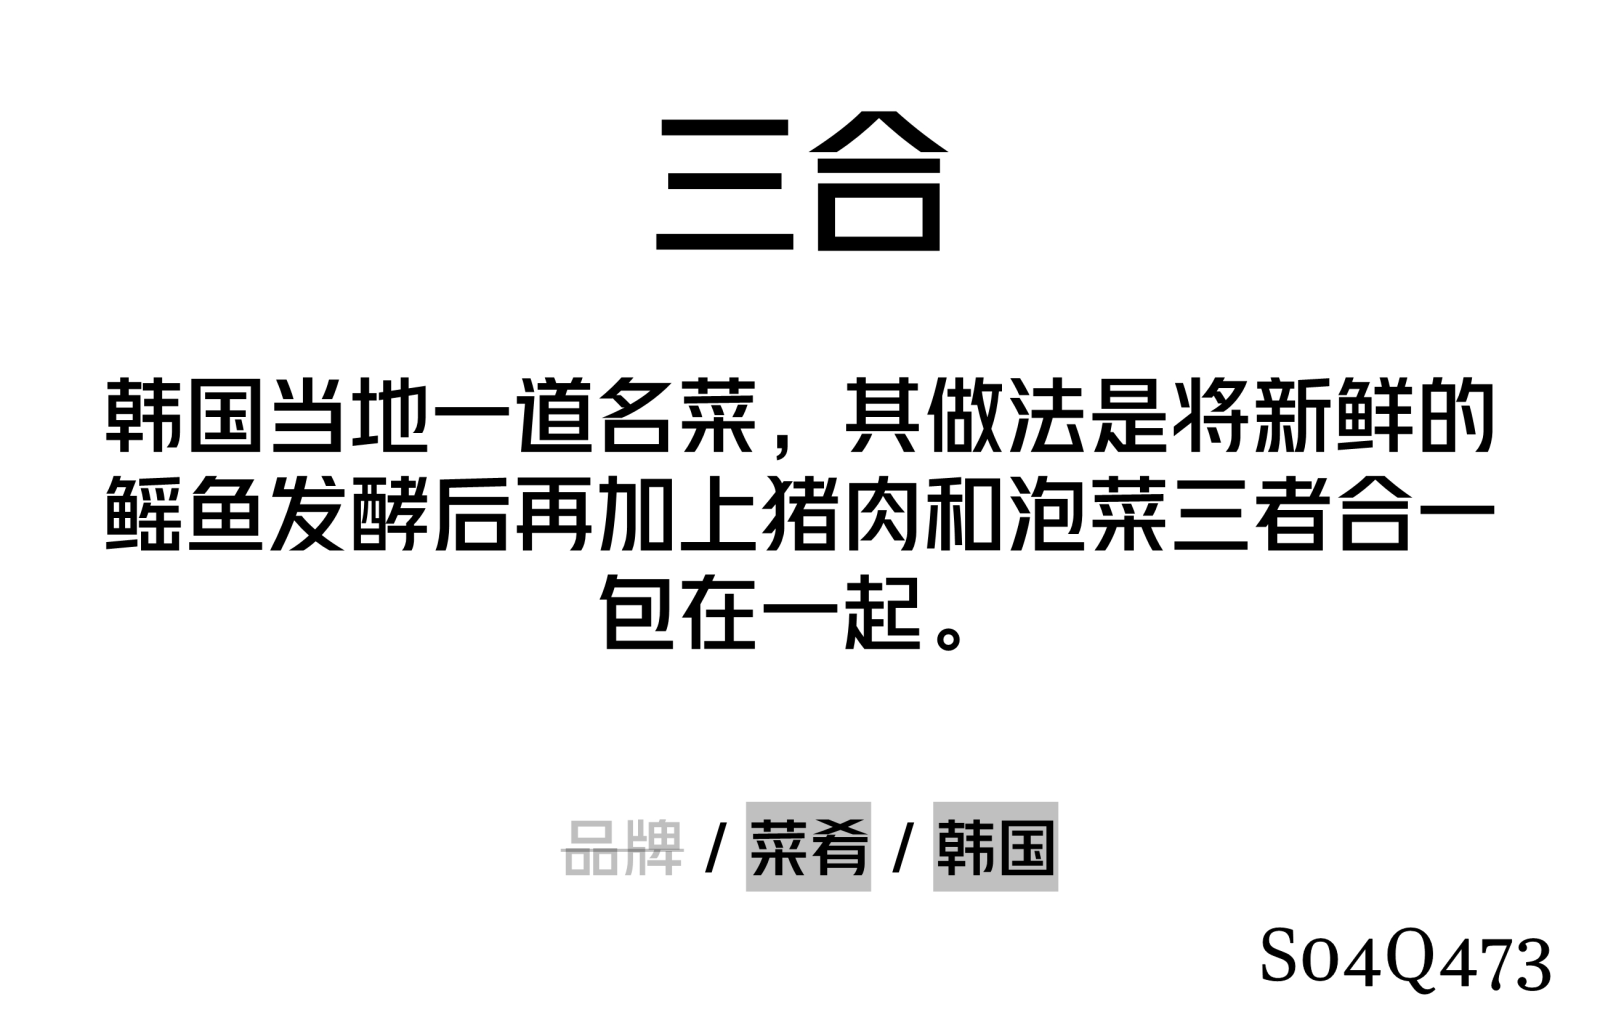 三合
韩国当地一道名菜，其做法是将新鲜的
鳐鱼发酵后再加上猪肉和泡菜三者合一
包在一起。
品牌 / 菜肴 / 韩国
S04Q473